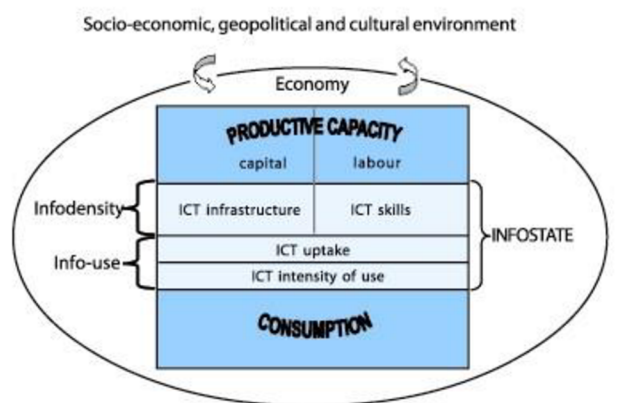 Socio-economic, geopolitical and cultural environment
Economy
PRODUCTIVE CAPACITY
capital labour
Infodensity
ICT infrastructure ICT skills
INFOSTATE
Info-use
ICT uptake
ICT intensity of use
CONSUMPTION